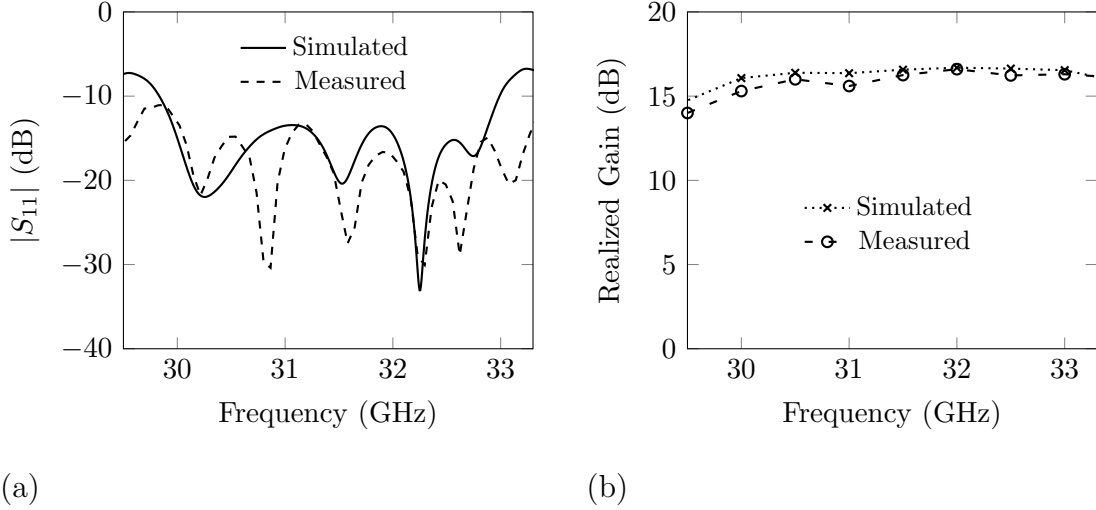 0
−10
−20
−30
−40
|S₁₁| (dB)
Simulated
Measured
30 31 32 33
Frequency (GHz)
(a)
20
15
10
5
0
Realized Gain (dB)
Simulated
Measured
30 31 32 33
Frequency (GHz)
(b)